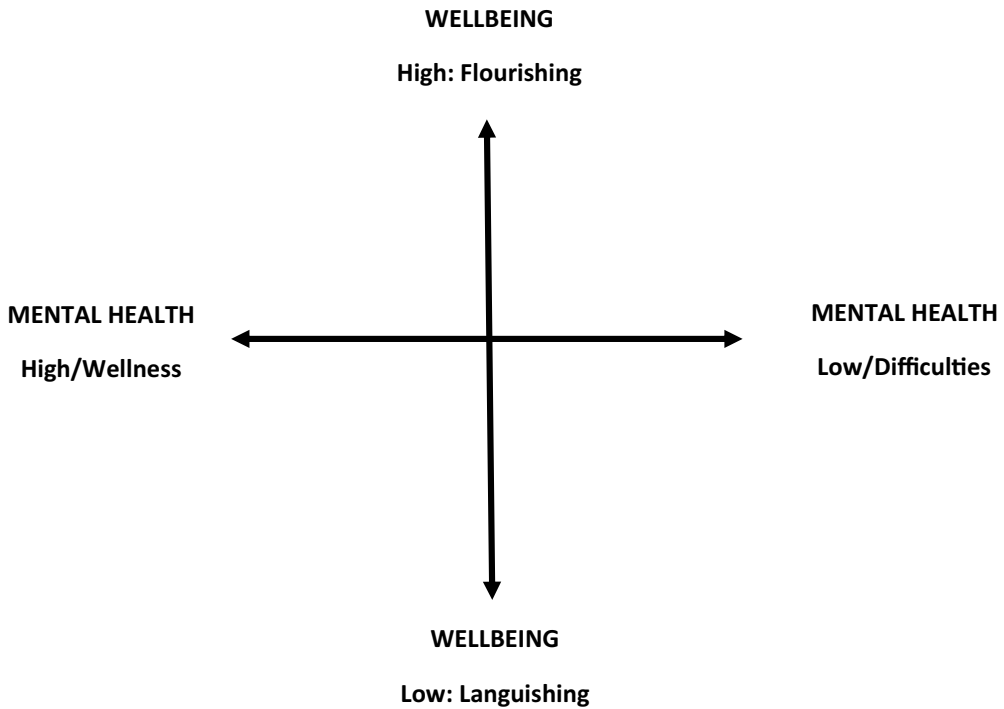 WELLBEING
High: Flourishing
MENTAL HEALTH
High/Wellness
MENTAL HEALTH
Low/Difficulties
WELLBEING
Low: Languishing